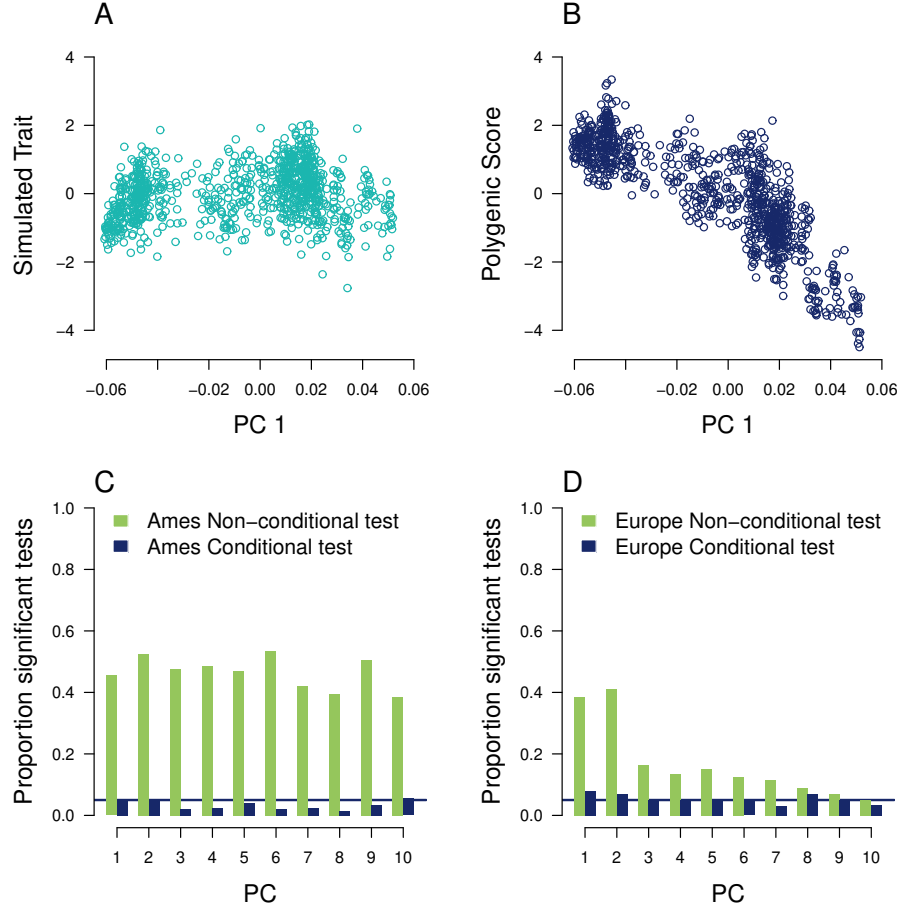 A
4
2
0
−2
−4
Simulated Trait
−0.06
−0.02
0.00
0.02
0.04
0.06
PC 1
B
4
2
0
−2
−4
Polygenic Score
−0.06
−0.02
0.00
0.02
0.04
0.06
PC 1
C
Ames Non−conditional test
Ames Conditional test
1.0
0.8
0.6
0.4
0.2
0.0
Proportion significant tests
1 2 3 4 5 6 7 8 9 10
PC
D
Europe Non−conditional test
Europe Conditional test
1.0
0.8
0.6
0.4
0.2
0.0
Proportion significant tests
1 2 3 4 5 6 7 8 9 10
PC